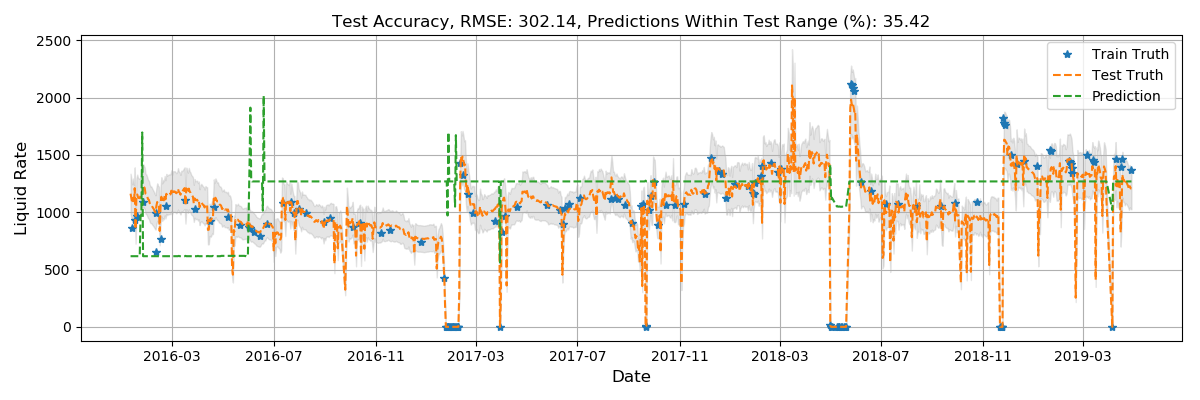 Test Accuracy, RMSE: 302.14, Predictions Within Test Range (%): 35.42
2500
2000
1500
1000
500
0
Liquid Rate
Train Truth
Test Truth
Prediction
2016-03 2016-07 2016-11 2017-03 2017-07 2017-11 2018-03 2018-07 2018-11 2019-03
Date